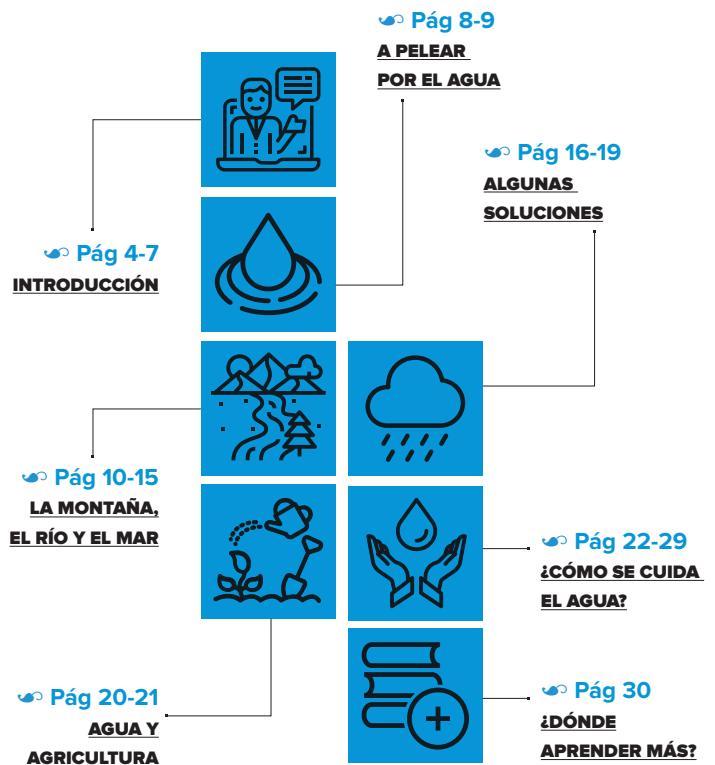 Pág 8-9
A PELEAR
POR EL AGUA
Pág 16-19
ALGUNAS
SOLUCIONES
Pág 4-7
INTRODUCCIÓN
Pág 10-15
LA MONTAÑA,
EL RÍO Y EL MAR
Pág 22-29
¿CÓMO SE CUIDA
EL AGUA?
Pág 20-21
AGUA Y
AGRICULTURA
Pág 30
¿DÓNDE
APRENDER MÁS?